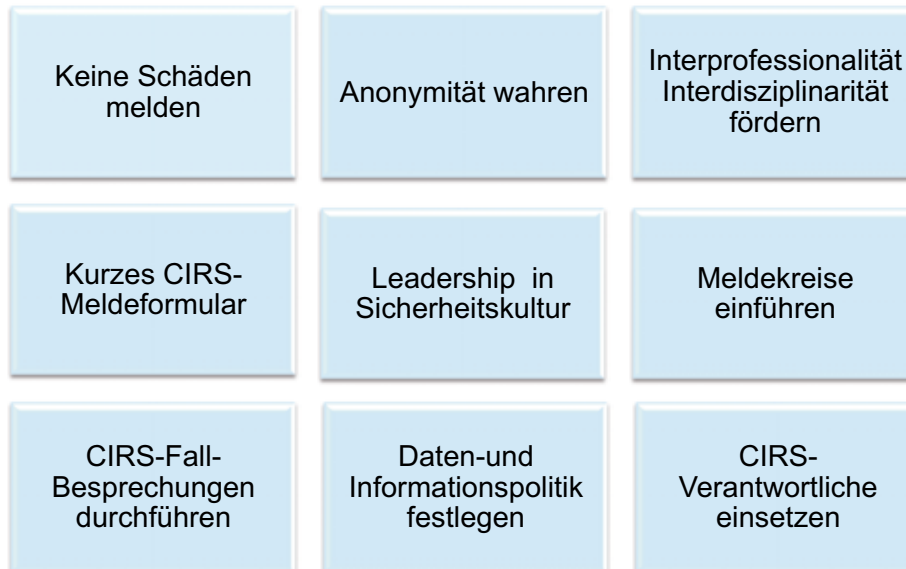 Keine Schäden
melden
Anonymität wahren
Interprofessionalität
Interdisziplinarität
fördern
Kurzes CIRS-
Meldeformular
Leadership in
Sicherheitskultur
Meldekreise
einführen
CIRS-Fall-
Besprechungen
durchführen
Daten-und
Informationspolitik
festlegen
CIRS-
Verantwortliche
einsetzen